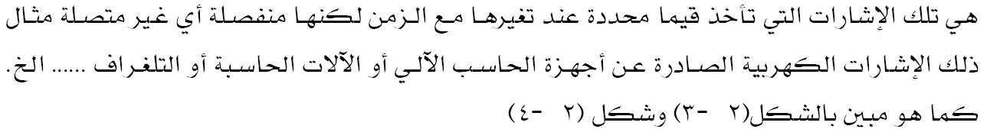 هي تلك الإشارات التي تأخذ قيما محددة عند تغيرها مع الزمن لكنها منفصلة أي غير متصلة مثال
ذلك الإشارات الكهربية الصادرة عن أجهزة الحاسب الآلي أو الآلات الحاسبة أو التلغراف ...... الخ.
كما هو مبين بالشكل(٢ -٣) وشكل (٢ -٤)